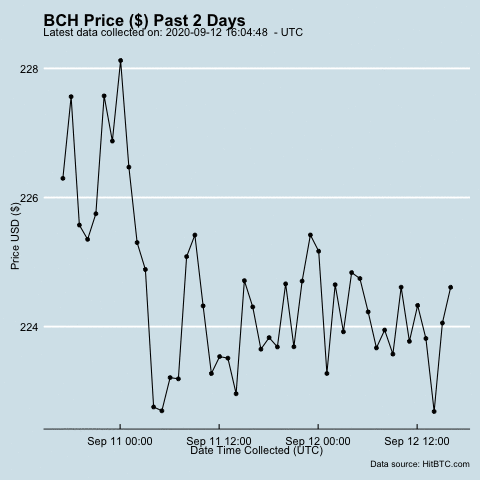 BCH Price ($) Past 2 Days
Latest data collected on: 2020-09-12 16:04:48  - UTC
228
226
224
Price USD ($)
Sep 11 00:00 Sep 11 12:00 Sep 12 00:00 Sep 12 12:00
Date Time Collected (UTC)
Data source: HitBTC.com